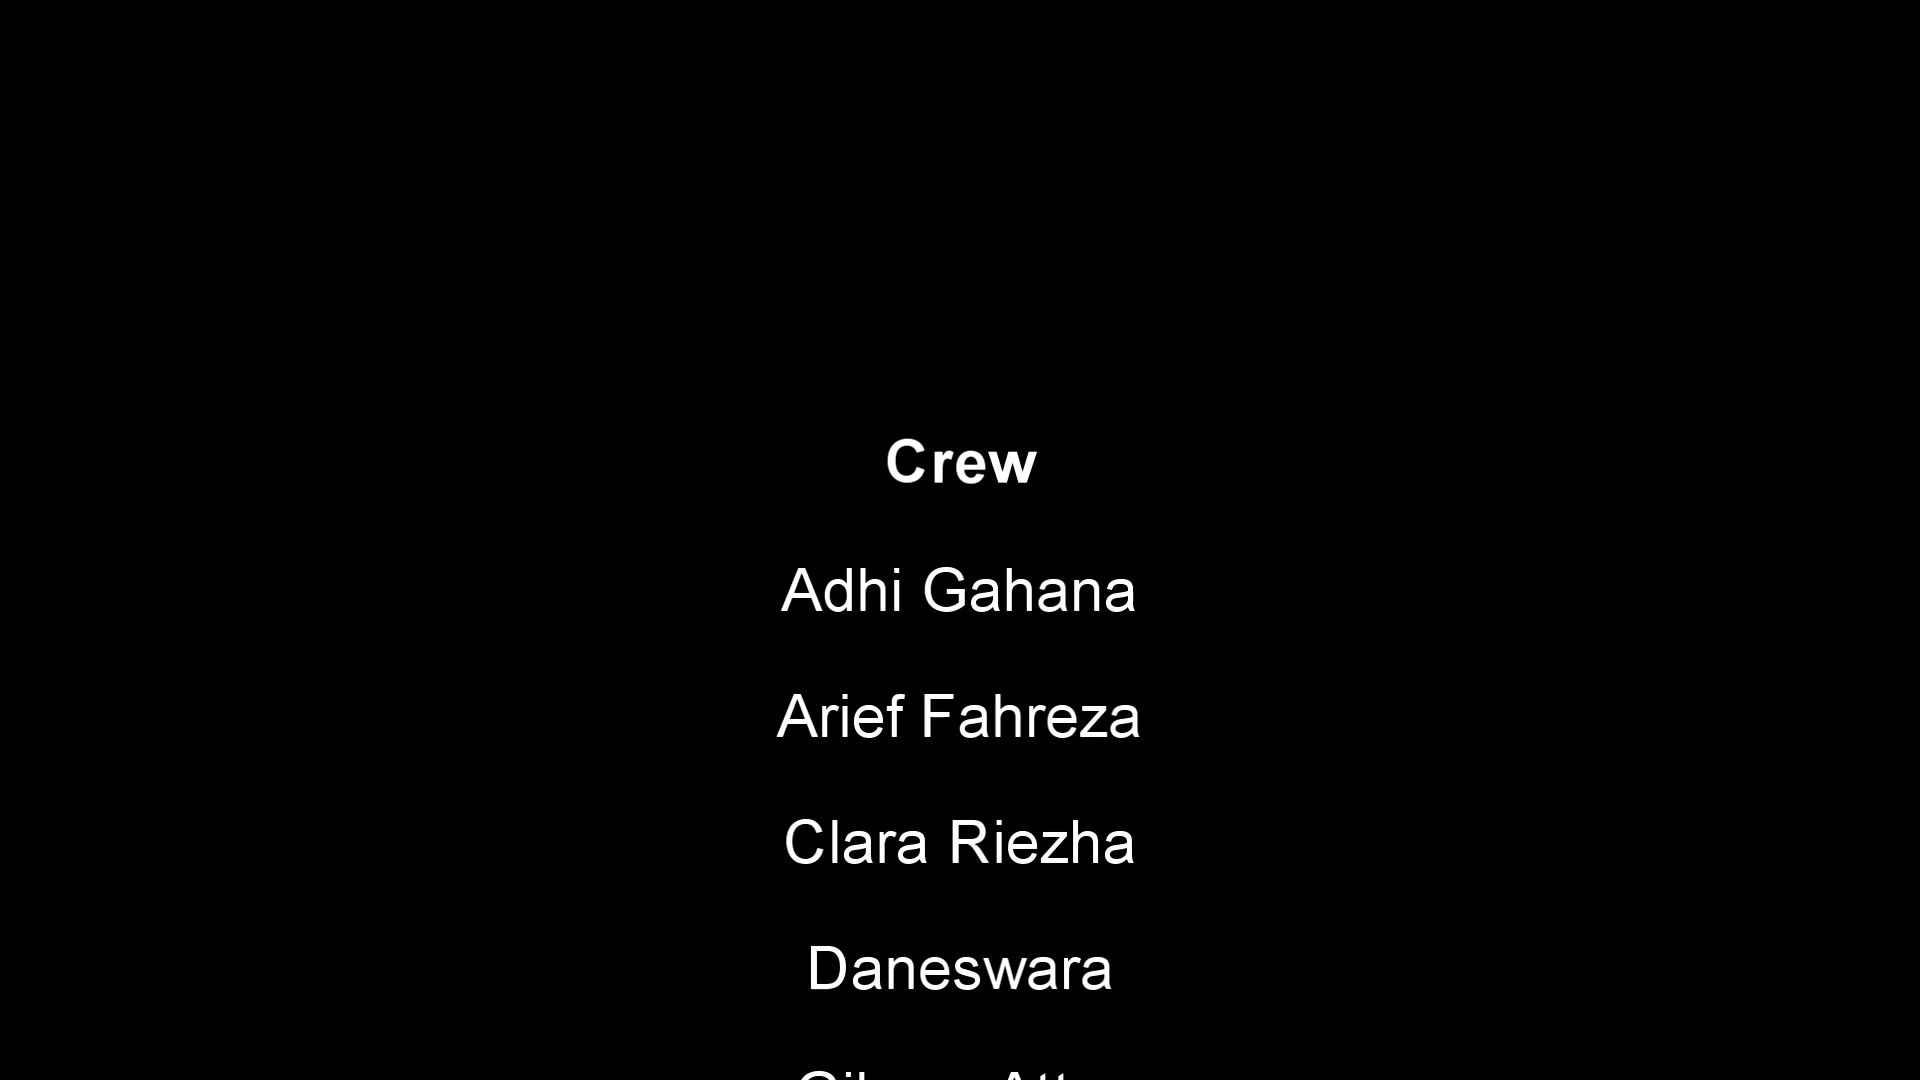 Crew
Adhi Gahana
Arief Fahreza
Clara Riezha
Daneswara